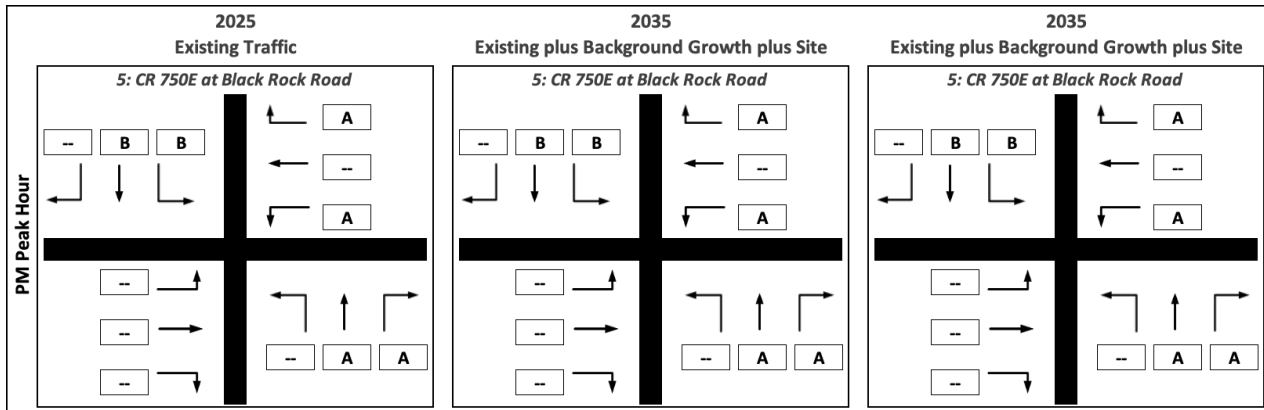 2025
Existing Traffic
2035
Existing plus Background Growth plus Site
2035
Existing plus Background Growth plus Site
PM Peak Hour
5: CR 750E at Black Rock Road
-- B B
A
--
A
--
--
--
-- A A
5: CR 750E at Black Rock Road
-- B B
A
--
A
--
--
--
-- A A
5: CR 750E at Black Rock Road
-- B B
A
--
A
--
--
--
-- A A